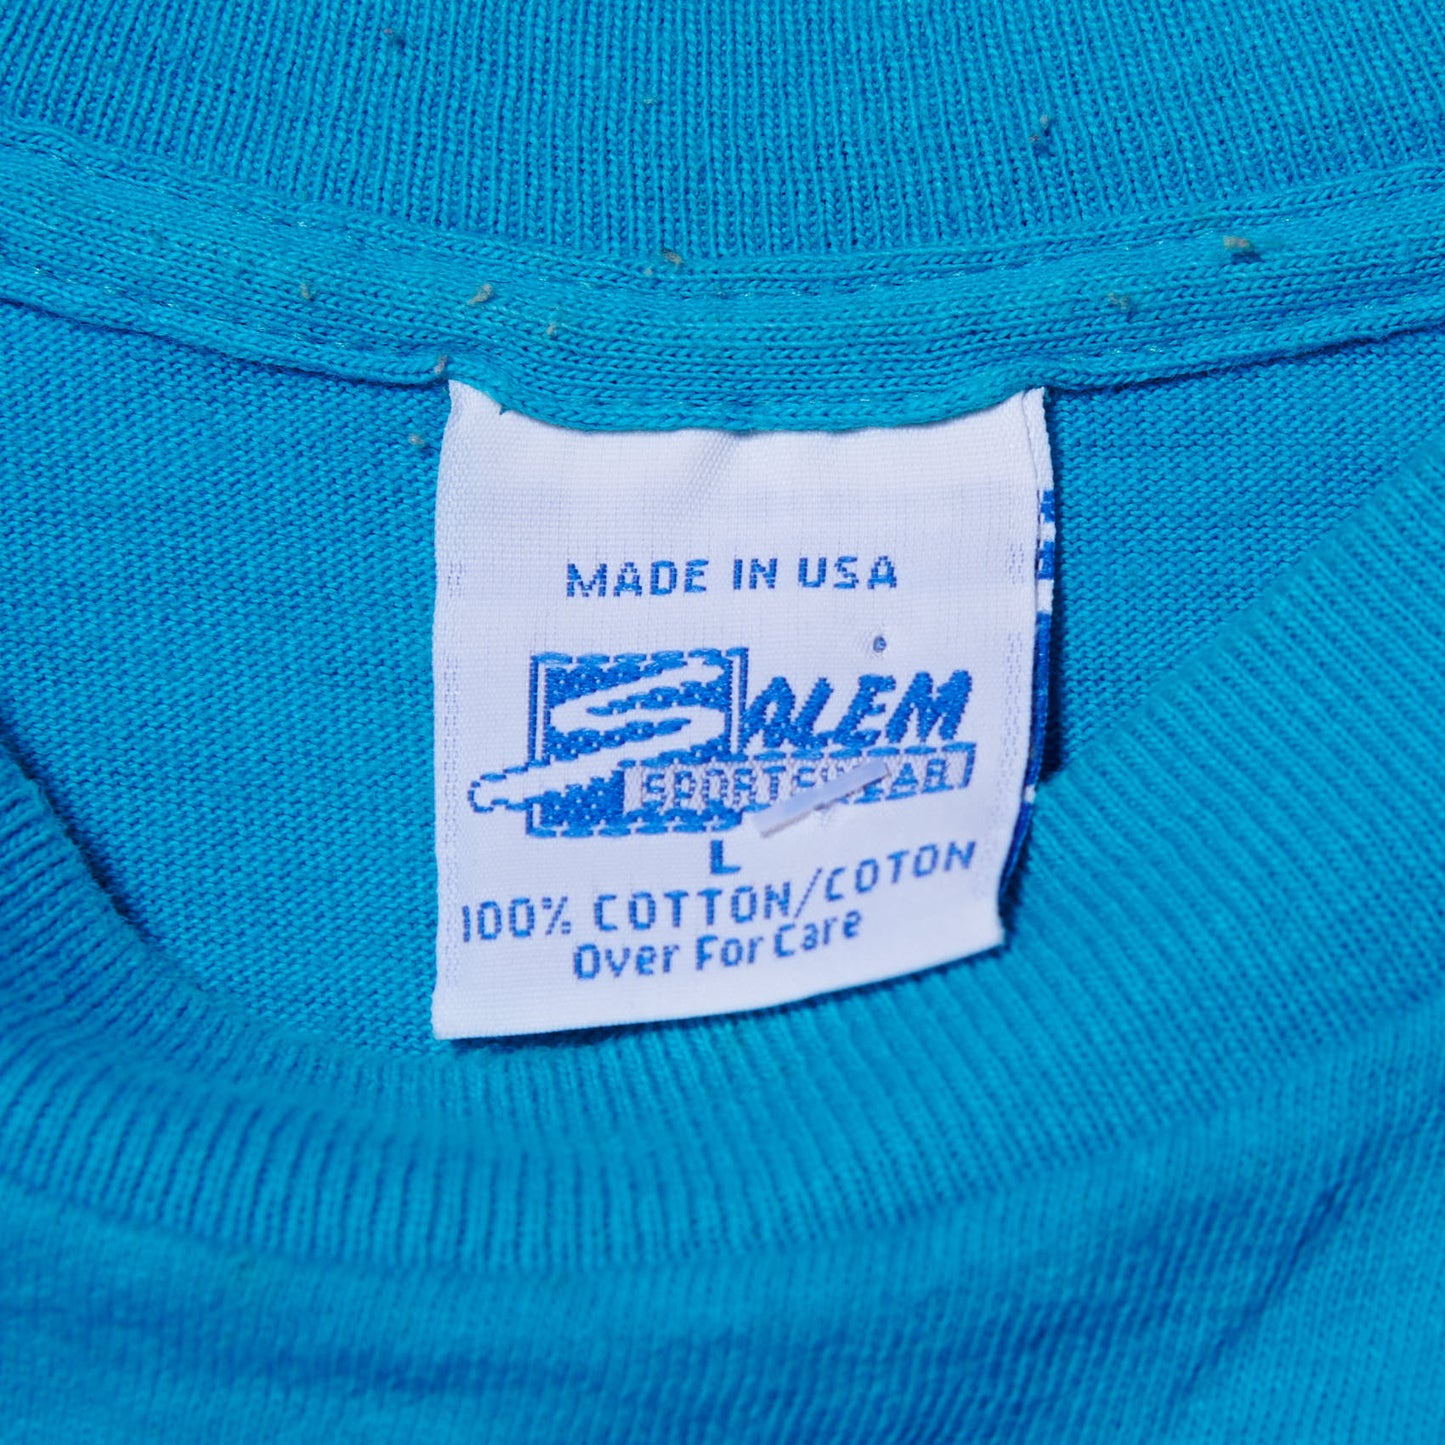 MADE IN USA
SALEM
SPORTSWEAR
L
100% COTTON/COTON
Over For Care